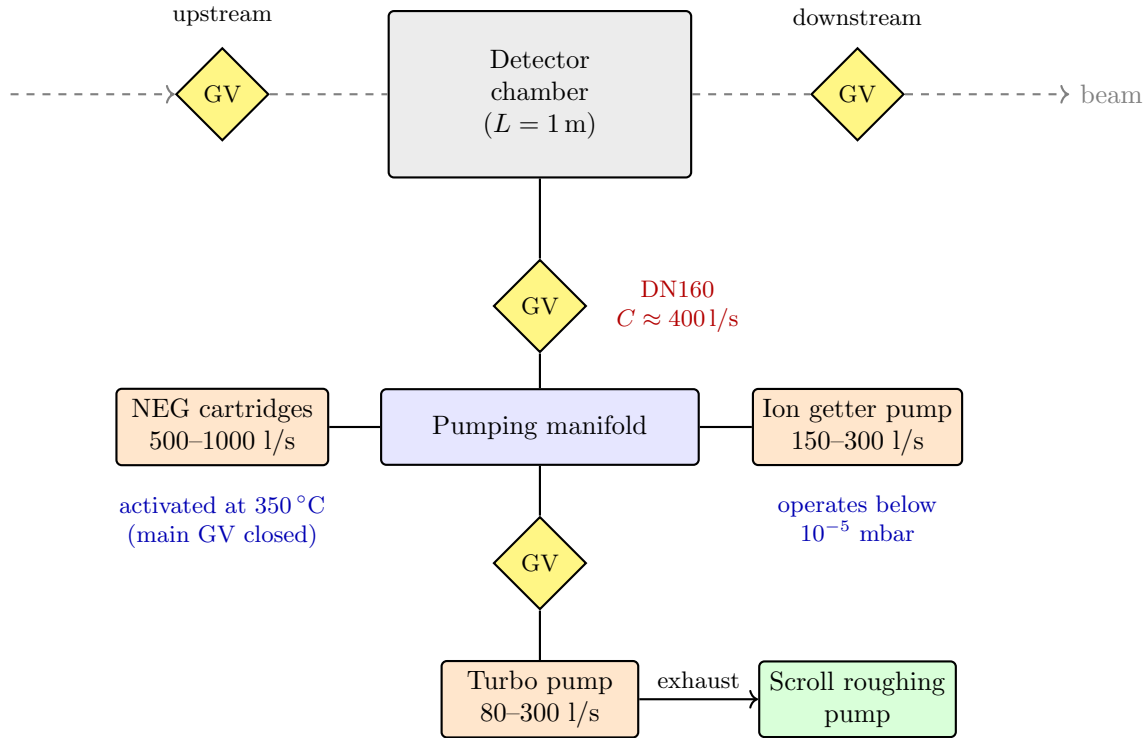 upstream
downstream
GV
Detector
chamber
(L = 1 m)
GV
beam
GV
DN160
C ≈ 400 l/s
NEG cartridges
500–1000 l/s
Pumping manifold
Ion getter pump
150–300 l/s
activated at 350 °C
(main GV closed)
operates below
10⁻⁵ mbar
GV
Turbo pump
80–300 l/s
exhaust
Scroll roughing
pump